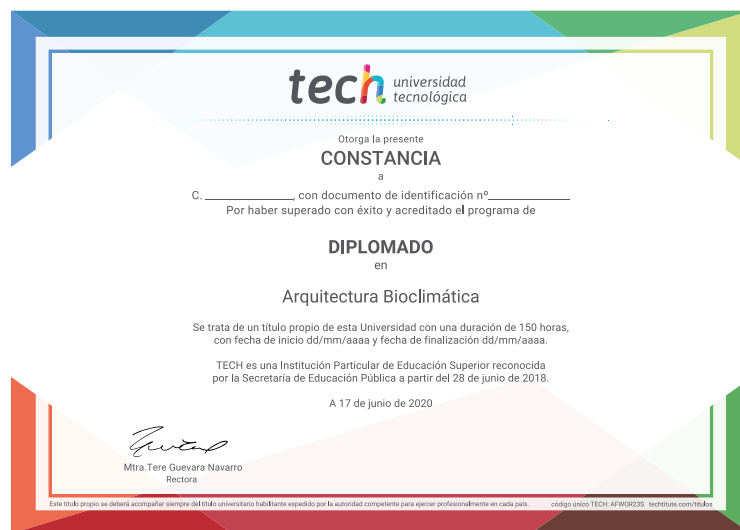 tech universidad
tecnológica
Otorga la presente
CONSTANCIA
a
C. ______________, con documento de identificación nº______________
Por haber superado con éxito y acreditado el programa de
DIPLOMADO
en
Arquitectura Bioclimática
Se trata de un título propio de esta Universidad con una duración de 150 horas,
con fecha de inicio dd/mm/aaaa y fecha de finalización dd/mm/aaaa.
TECH es una Institución Particular de Educación Superior reconocida
por la Secretaría de Educación Pública a partir del 28 de junio de 2018.
A 17 de junio de 2020
Mtra.Tere Guevara Navarro
Rectora
Este título propio se deberá acompañar siempre del título universitario habilitante expedido por la autoridad competente para ejercer profesionalmente en cada país. código único TECH: AFWOR23S techtitute.com/titulos